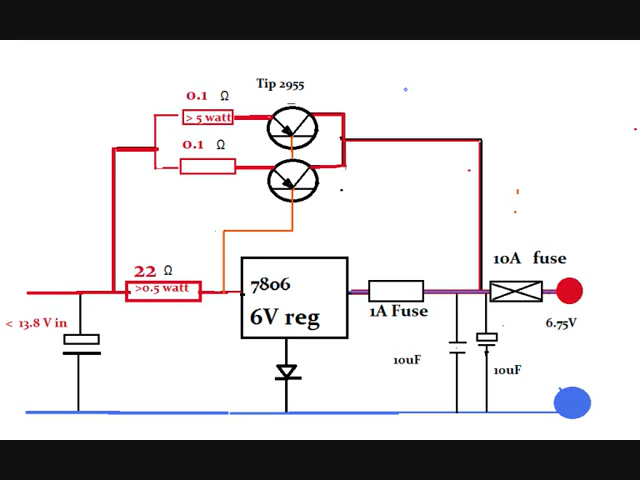 Tip 2955
0.1 Ω
> 5 watt
0.1 Ω
22 Ω
>0.5 watt
7806
6V reg
10A fuse
1A Fuse
< 13.8 V in
6.75V
10uF
10uF